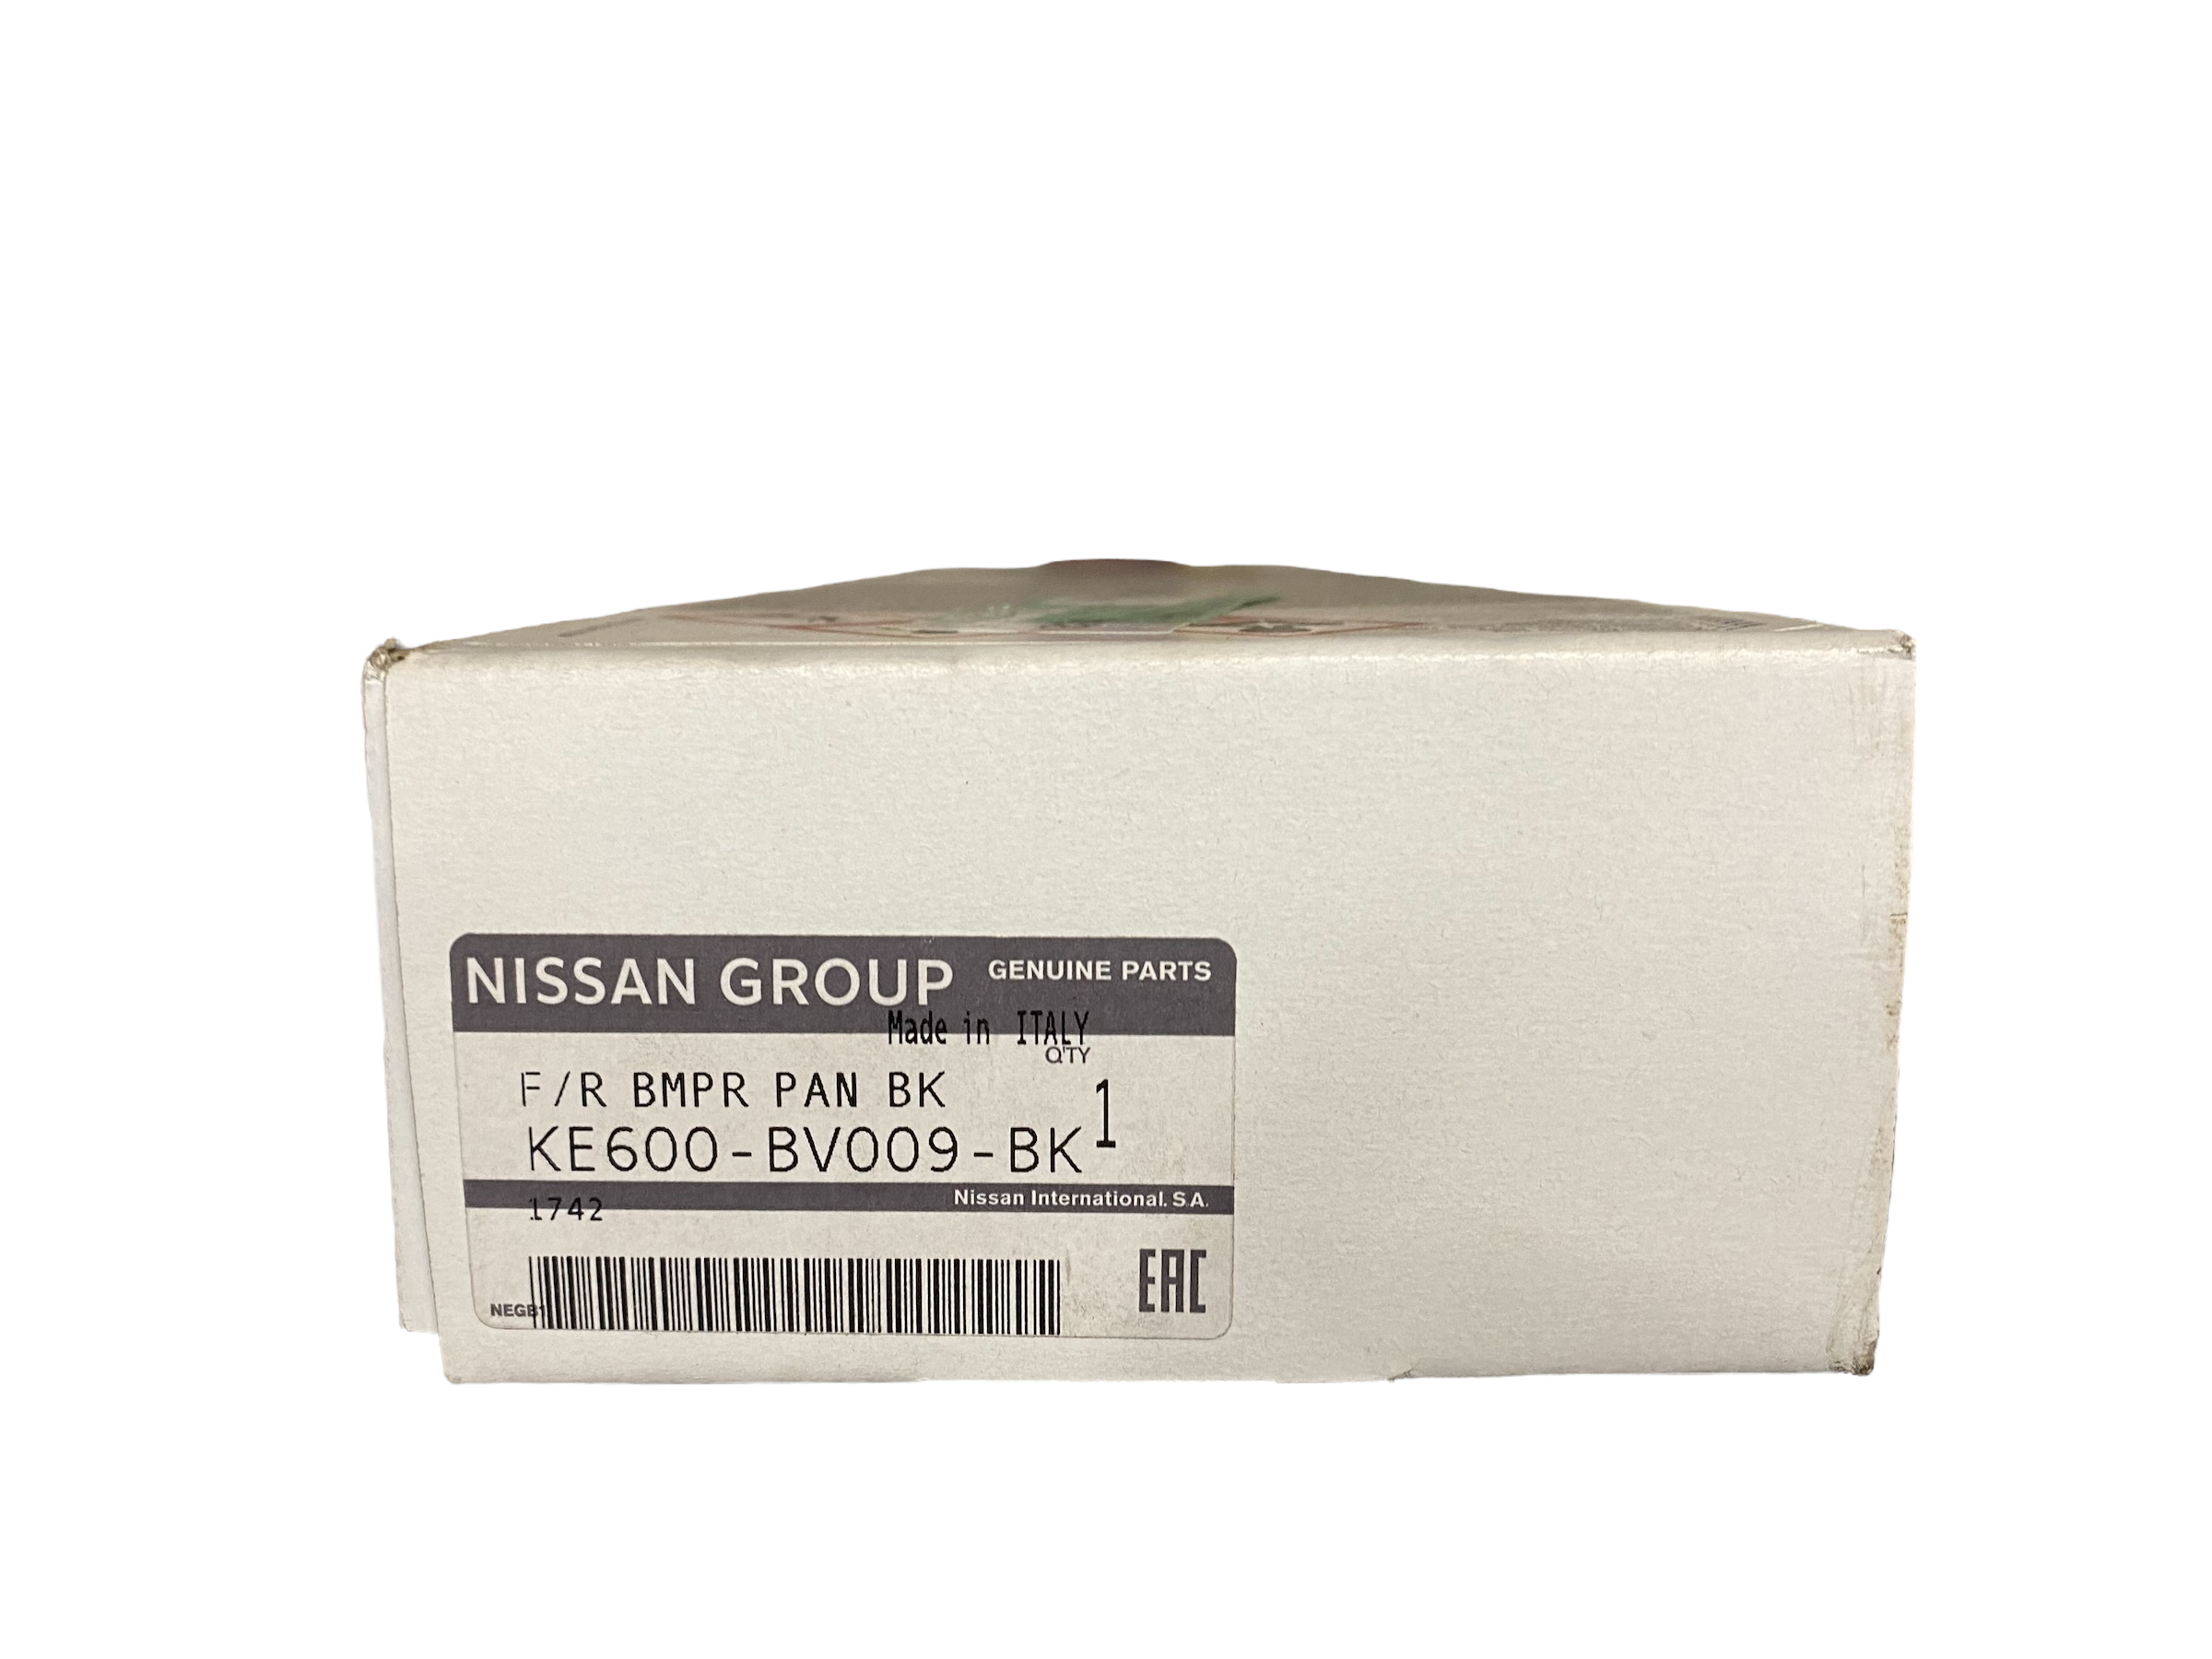 NISSAN GROUP GENUINE PARTS
Made in ITALY
Q'TY
F/R BMPR PAN BK
1
KE600-BV009-BK
Nissan International. S.A.
1742
EAC